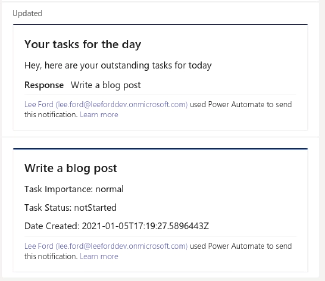 Updated
Your tasks for the day
Hey, here are your outstanding tasks for today
Response Write a blog post
Lee Ford (lee.ford@leeforddev.onmicrosoft.com) used Power Automate to send
this notification. Learn more
Write a blog post
Task Importance: normal
Task Status: notStarted
Date Created: 2021-01-05T17:19:27.5896443Z
Lee Ford (lee.ford@leeforddev.onmicrosoft.com) used Power Automate to send
this notification. Learn more